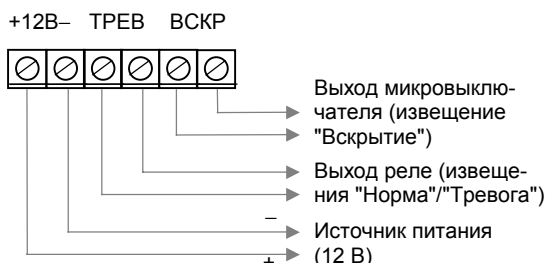 +12В– ТРЕВ ВСКР
Выход микровыклю-
чателя (извещение
"Вскрытие")
Выход реле (извеще-
ния "Норма"/"Тревога")
–
Источник питания
+ (12 В)